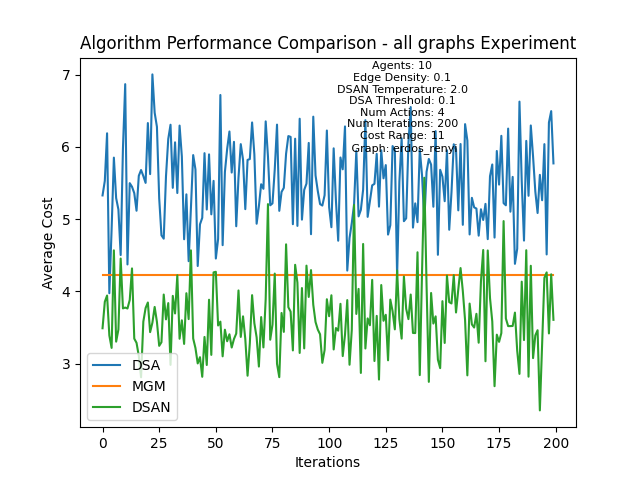 Algorithm Performance Comparison - all graphs Experiment
Agents: 10
Edge Density: 0.1
DSAN Temperature: 2.0
DSA Threshold: 0.1
Num Actions: 4
Num Iterations: 200
Cost Range: 11
Graph: erdos_renyi
7
6
5
4
3
Average Cost
DSA
MGM
DSAN
0
25
50
75
100
125
150
175
200
Iterations